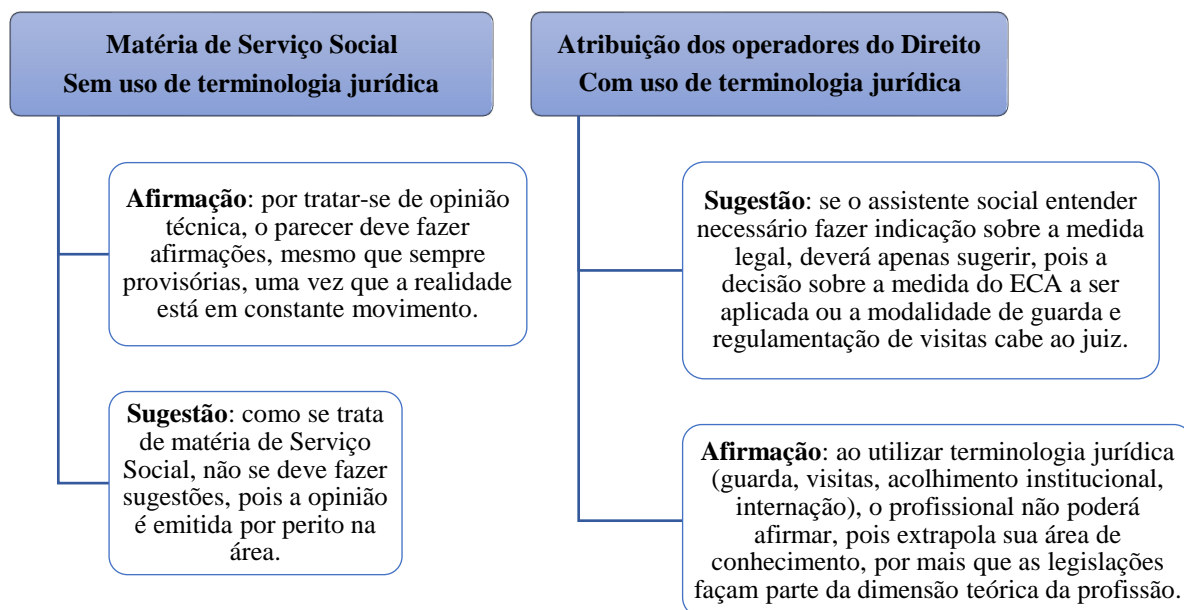 Matéria de Serviço Social
Sem uso de terminologia jurídica
Afirmação: por tratar-se de opinião
técnica, o parecer deve fazer
afirmações, mesmo que sempre
provisórias, uma vez que a realidade
está em constante movimento.
Sugestão: como se trata
de matéria de Serviço
Social, não se deve fazer
sugestões, pois a opinião
é emitida por perito na
área.
Atribuição dos operadores do Direito
Com uso de terminologia jurídica
Sugestão: se o assistente social entender
necessário fazer indicação sobre a medida
legal, deverá apenas sugerir, pois a
decisão sobre a medida do ECA a ser
aplicada ou a modalidade de guarda e
regulamentação de visitas cabe ao juiz.
Afirmação: ao utilizar terminologia jurídica
(guarda, visitas, acolhimento institucional,
internação), o profissional não poderá
afirmar, pois extrapola sua área de
conhecimento, por mais que as legislações
façam parte da dimensão teórica da profissão.